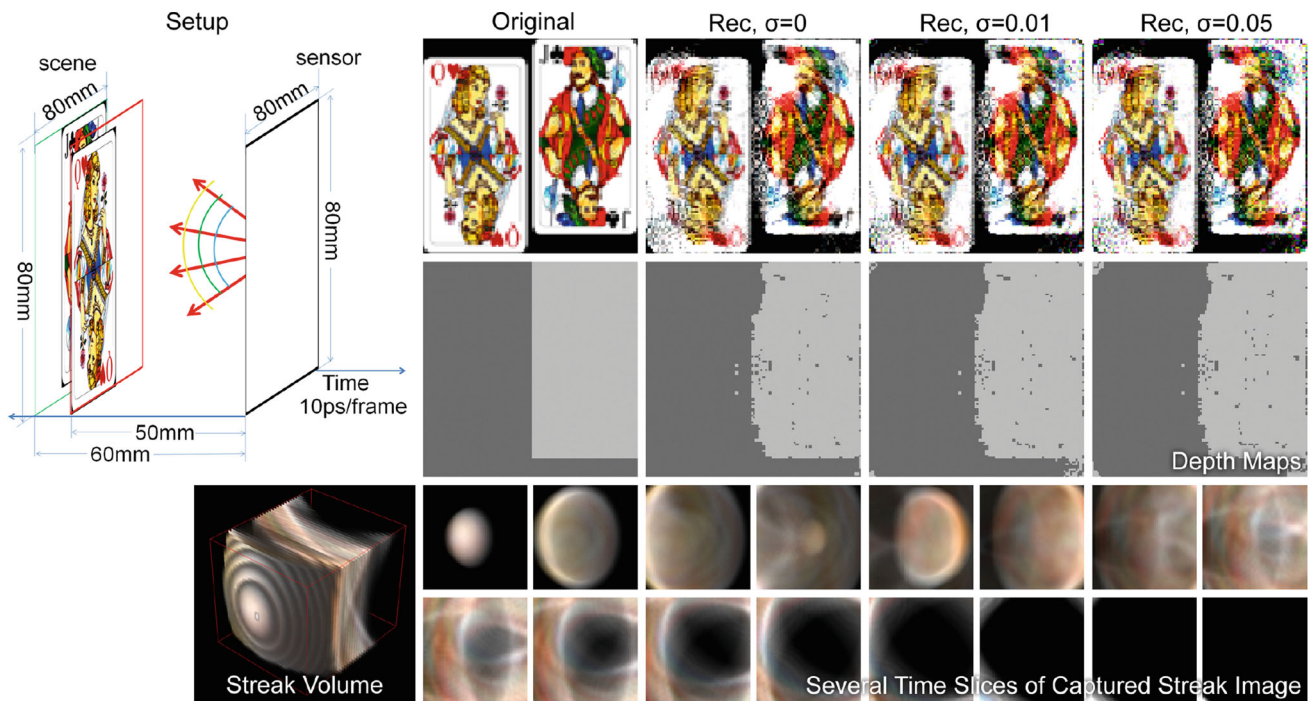 Setup
Original
Rec, σ=0
Rec, σ=0.01
Rec, σ=0.05
scene
sensor
80mm
80mm
80mm
80mm
Time
10ps/frame
50mm
60mm
J
Q
Q
Q
J
Q
J
Q
J
Q
J
Q
J
Depth Maps
Streak Volume
Several Time Slices of Captured Streak Image